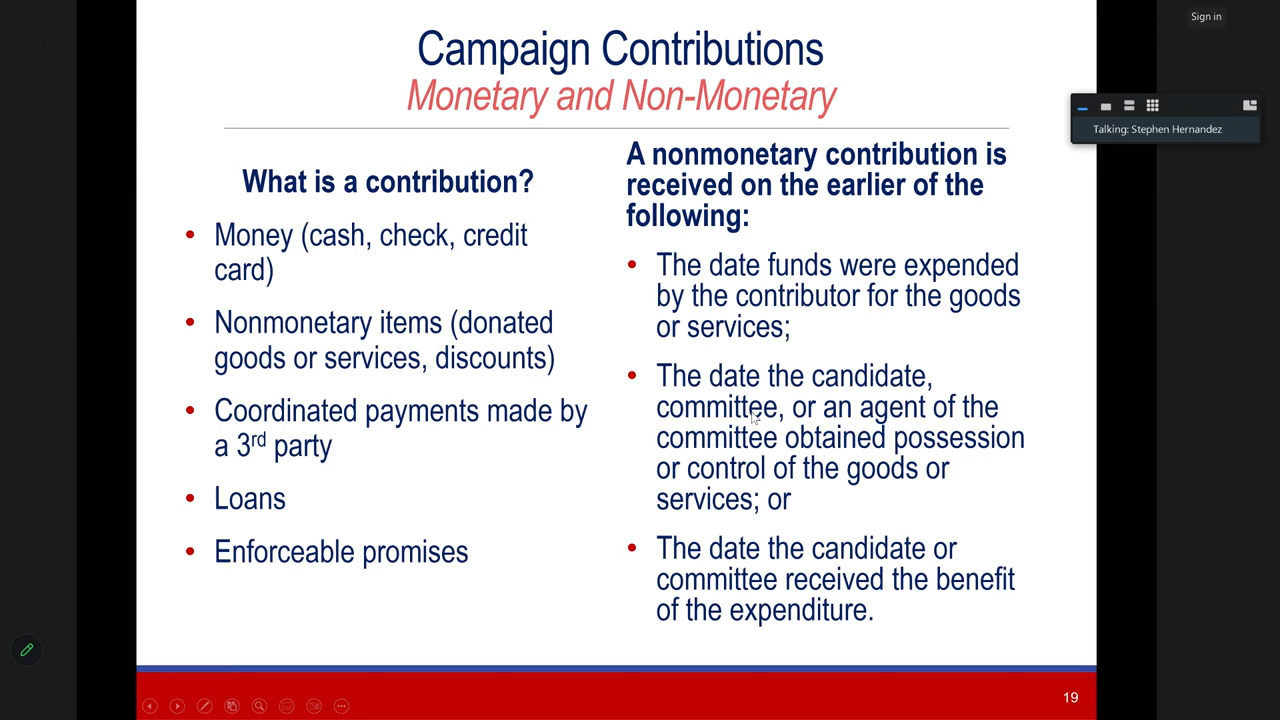 Sign in
Campaign Contributions
Monetary and Non-Monetary
Talking: Stephen Hernandez
What is a contribution?
• Money (cash, check, credit
card)
• Nonmonetary items (donated
goods or services, discounts)
• Coordinated payments made by
a 3rd party
• Loans
• Enforceable promises
A nonmonetary contribution is
received on the earlier of the
following:
• The date funds were expended
by the contributor for the goods
or services;
• The date the candidate,
committee, or an agent of the
committee obtained possession
or control of the goods or
services; or
• The date the candidate or
committee received the benefit
of the expenditure.
19